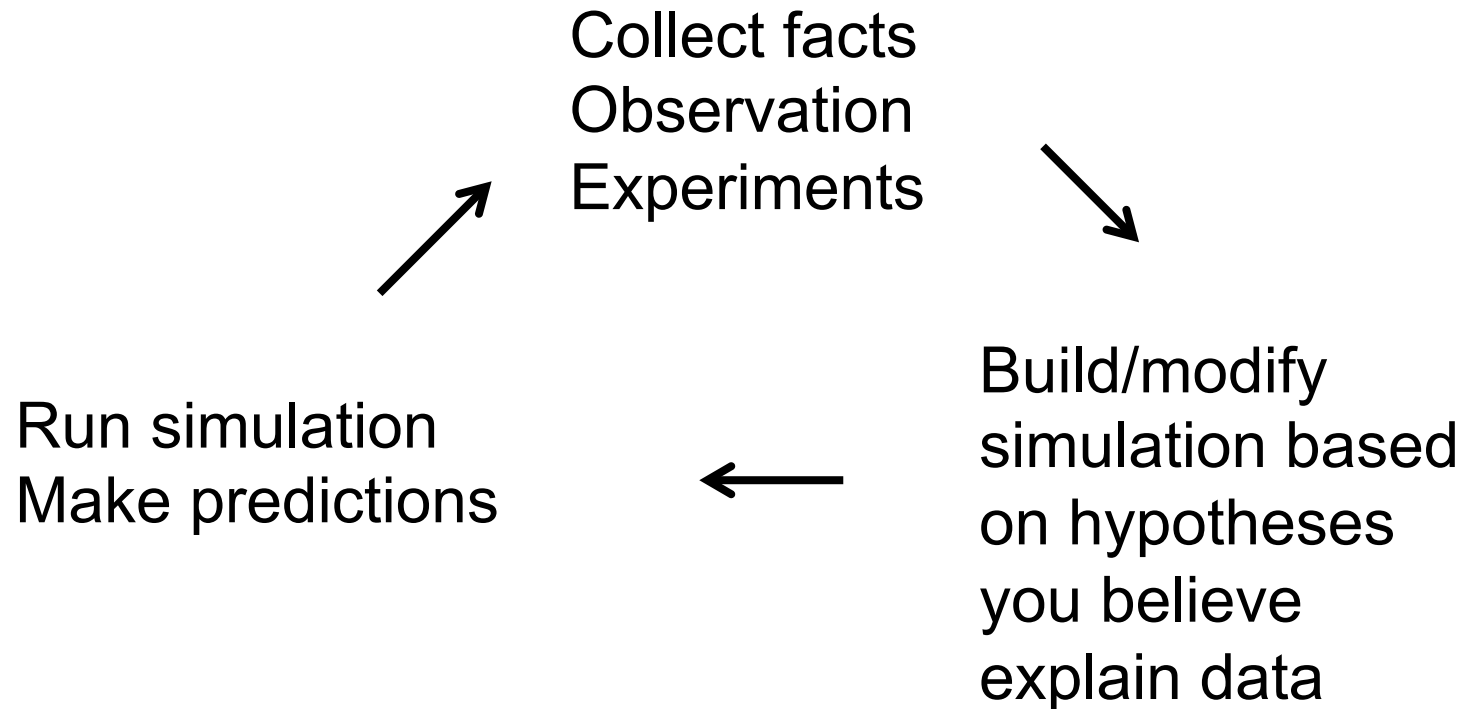 Collect facts
Observation
Experiments
Build/modify
simulation based
on hypotheses
you believe
explain data
Run simulation
Make predictions